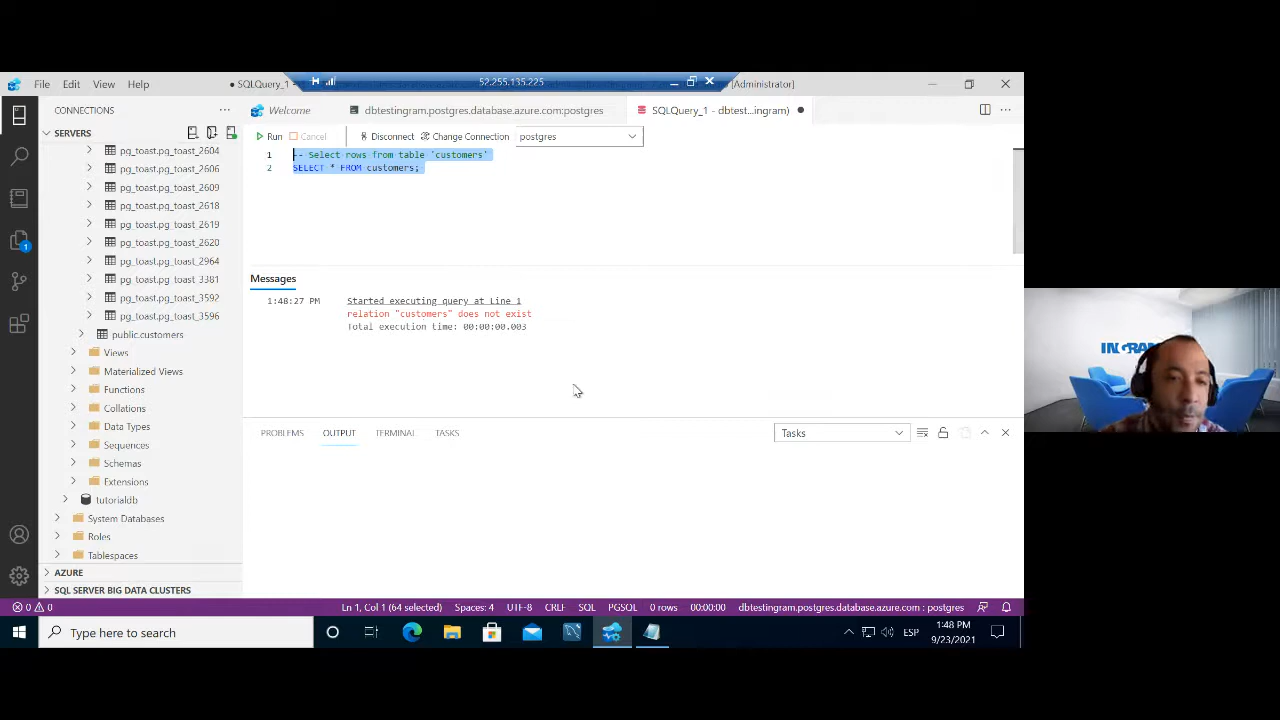 File Edit View Help
● SQLQuery_1 -
52.255.135.225
[Administrator]
CONNECTIONS
SERVERS
pg_toast.pg_toast_2604
pg_toast.pg_toast_2606
pg_toast.pg_toast_2609
pg_toast.pg_toast_2618
pg_toast.pg_toast_2619
pg_toast.pg_toast_2620
pg_toast.pg_toast_2964
pg_toast.pg_toast_3381
pg_toast.pg_toast_3592
pg_toast.pg_toast_3596
public.customers
Views
Materialized Views
Functions
Collations
Data Types
Sequences
Schemas
Extensions
tutorialdb
System Databases
Roles
Tablespaces
AZURE
SQL SERVER BIG DATA CLUSTERS
1
Welcome
dbtestingram.postgres.database.azure.com:postgres
SQLQuery_1 - dbtest...ingram) ●
Run Cancel Disconnect Change Connection postgres
1 -- Select rows from table 'customers'
2 SELECT * FROM customers;
Messages
1:48:27 PM Started executing query at Line 1
relation "customers" does not exist
Total execution time: 00:00:00.003
PROBLEMS OUTPUT TERMINAL TASKS
Tasks
0 0 Ln 1, Col 1 (64 selected) Spaces: 4 UTF-8 CRLF SQL PGSQL 0 rows 00:00:00 dbtestingram.postgres.database.azure.com : postgres
Type here to search
ESP
1:48 PM
9/23/2021